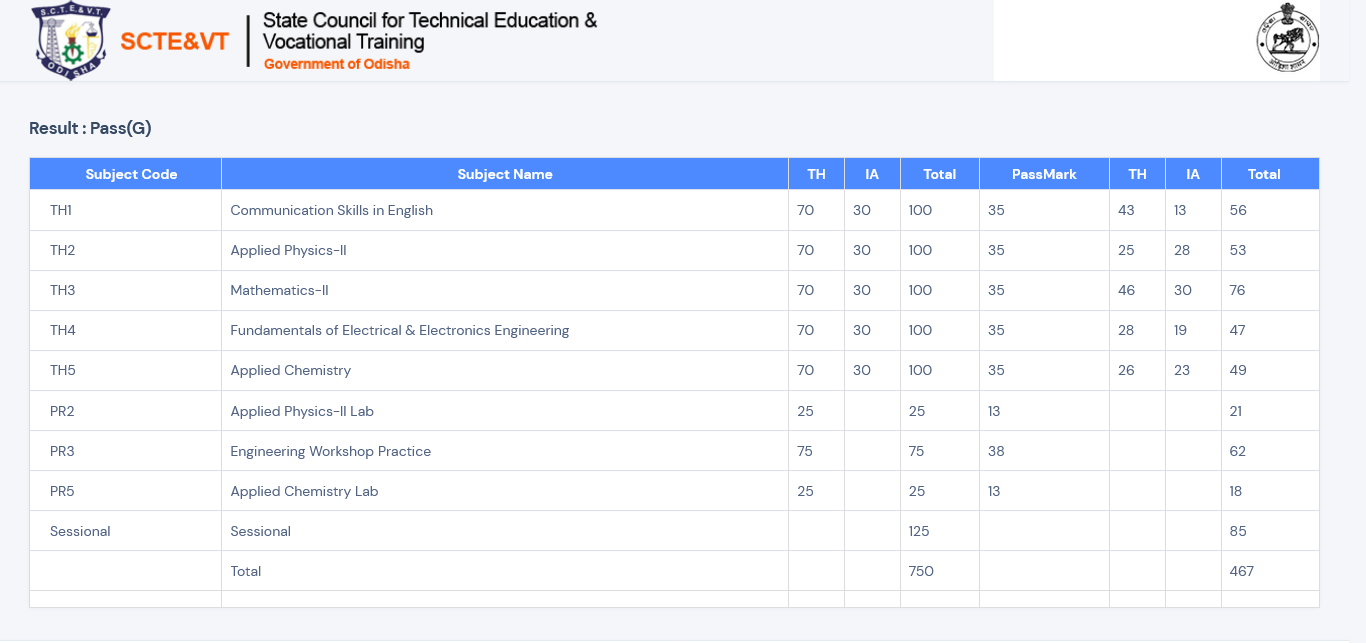 S.C.T.E.& V.T.
ODISHA
SCTE&VT
State Council for Technical Education &
Vocational Training
Government of Odisha
Result : Pass(G)
Subject Code Subject Name TH IA Total PassMark TH IA Total
TH1 Communication Skills in English 70 30 100 35 43 13 56
TH2 Applied Physics-II 70 30 100 35 25 28 53
TH3 Mathematics-II 70 30 100 35 46 30 76
TH4 Fundamentals of Electrical & Electronics Engineering 70 30 100 35 28 19 47
TH5 Applied Chemistry 70 30 100 35 26 23 49
PR2 Applied Physics-II Lab 25 25 13 21
PR3 Engineering Workshop Practice 75 75 38 62
PR5 Applied Chemistry Lab 25 25 13 18
Sessional Sessional 125 85
Total 750 467